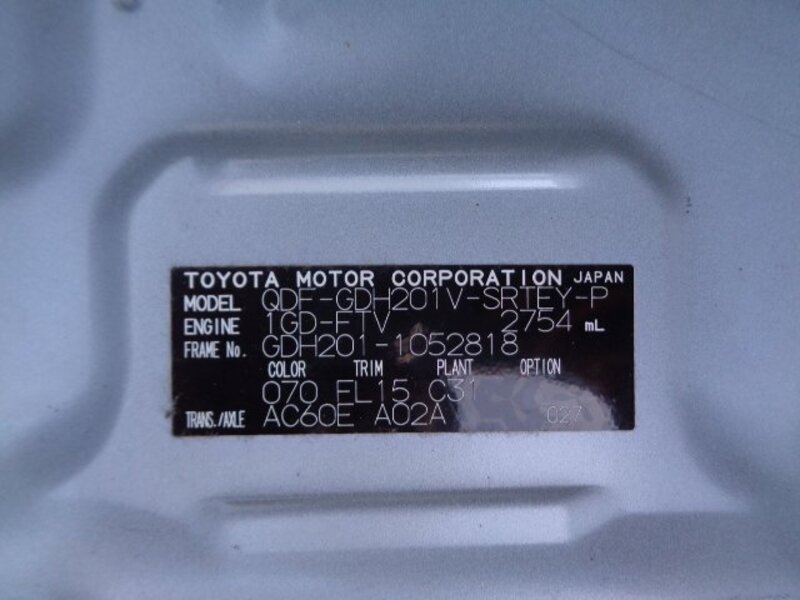 TOYOTA MOTOR CORPORATION JAPAN
MODEL QDF-GDH201V-SRTEY-P
ENGINE 1GD-FTV 2754 mL
FRAME No. GDH201-1052818
COLOR TRIM PLANT OPTION
070 FL15 C31
TRANS./AXLE AC60E A02A 027